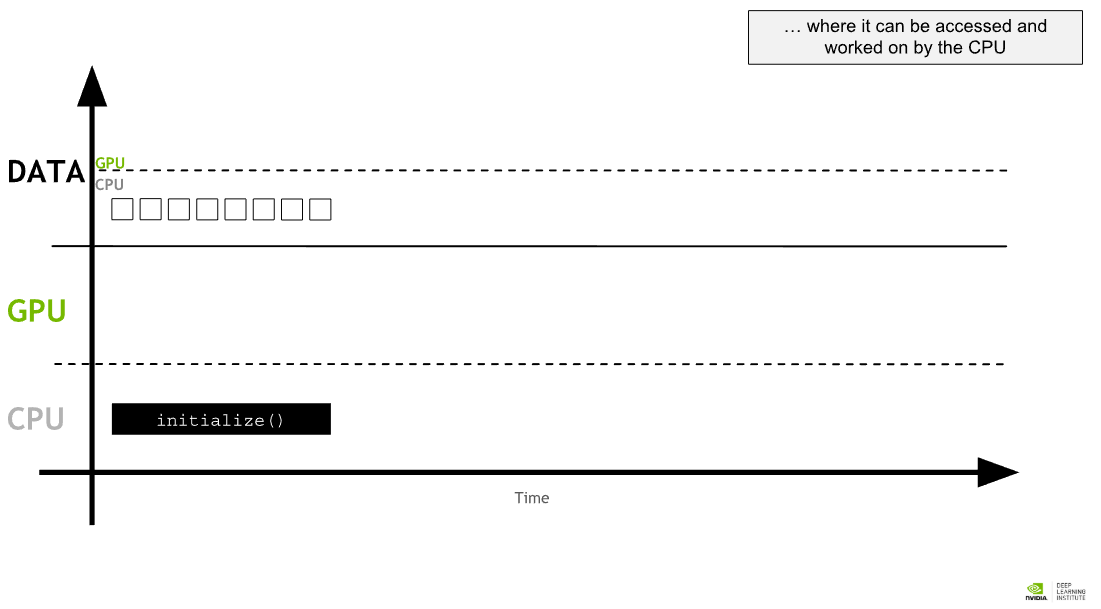 … where it can be accessed and
worked on by the CPU
DATA
GPU
CPU
GPU
CPU
initialize()
Time
NVIDIA
DEEP
LEARNING
INSTITUTE